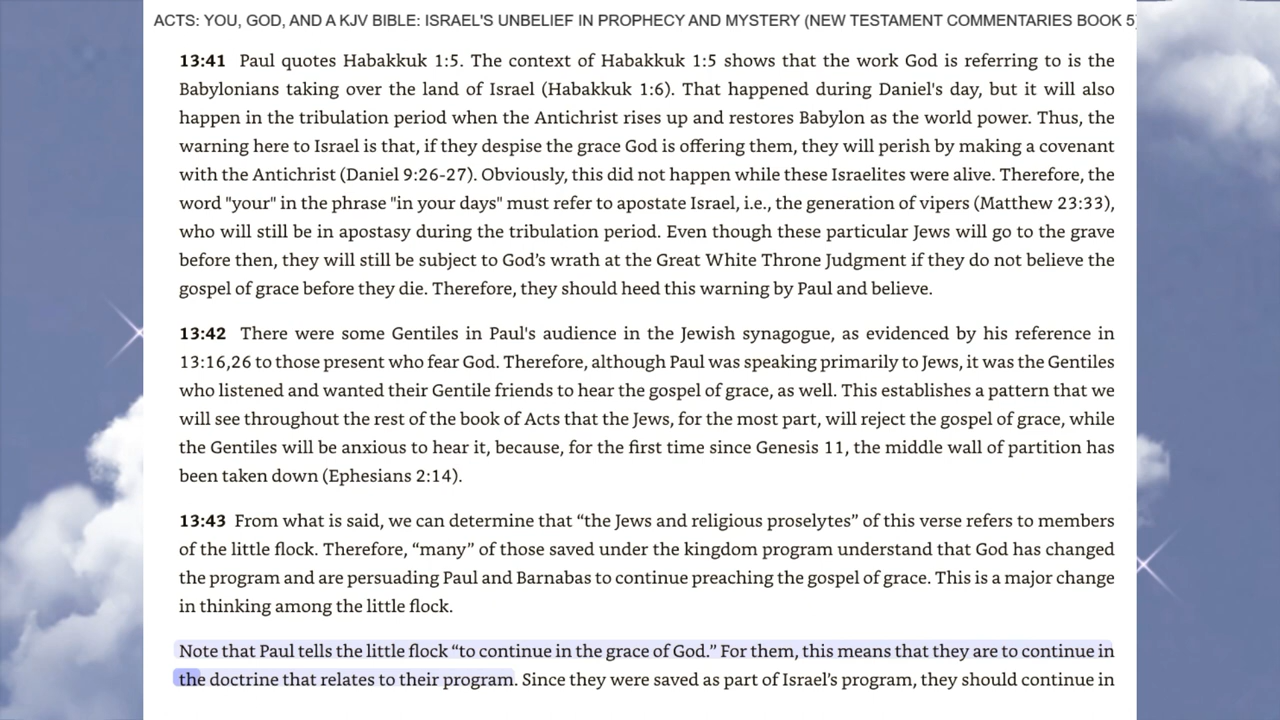 ACTS: YOU, GOD, AND A KJV BIBLE: ISRAEL'S UNBELIEF IN PROPHECY AND MYSTERY (NEW TESTAMENT COMMENTARIES BOOK 5)
13:41 Paul quotes Habakkuk 1:5. The context of Habakkuk 1:5 shows that the work God is referring to is the
Babylonians taking over the land of Israel (Habakkuk 1:6). That happened during Daniel's day, but it will also
happen in the tribulation period when the Antichrist rises up and restores Babylon as the world power. Thus, the
warning here to Israel is that, if they despise the grace God is offering them, they will perish by making a covenant
with the Antichrist (Daniel 9:26-27). Obviously, this did not happen while these Israelites were alive. Therefore, the
word "your" in the phrase "in your days" must refer to apostate Israel, i.e., the generation of vipers (Matthew 23:33),
who will still be in apostasy during the tribulation period. Even though these particular Jews will go to the grave
before then, they will still be subject to God’s wrath at the Great White Throne Judgment if they do not believe the
gospel of grace before they die. Therefore, they should heed this warning by Paul and believe.
13:42 There were some Gentiles in Paul's audience in the Jewish synagogue, as evidenced by his reference in
13:16,26 to those present who fear God. Therefore, although Paul was speaking primarily to Jews, it was the Gentiles
who listened and wanted their Gentile friends to hear the gospel of grace, as well. This establishes a pattern that we
will see throughout the rest of the book of Acts that the Jews, for the most part, will reject the gospel of grace, while
the Gentiles will be anxious to hear it, because, for the first time since Genesis 11, the middle wall of partition has
been taken down (Ephesians 2:14).
13:43 From what is said, we can determine that “the Jews and religious proselytes” of this verse refers to members
of the little flock. Therefore, “many” of those saved under the kingdom program understand that God has changed
the program and are persuading Paul and Barnabas to continue preaching the gospel of grace. This is a major change
in thinking among the little flock.
Note that Paul tells the little flock “to continue in the grace of God.” For them, this means that they are to continue in
the doctrine that relates to their program. Since they were saved as part of Israel’s program, they should continue in